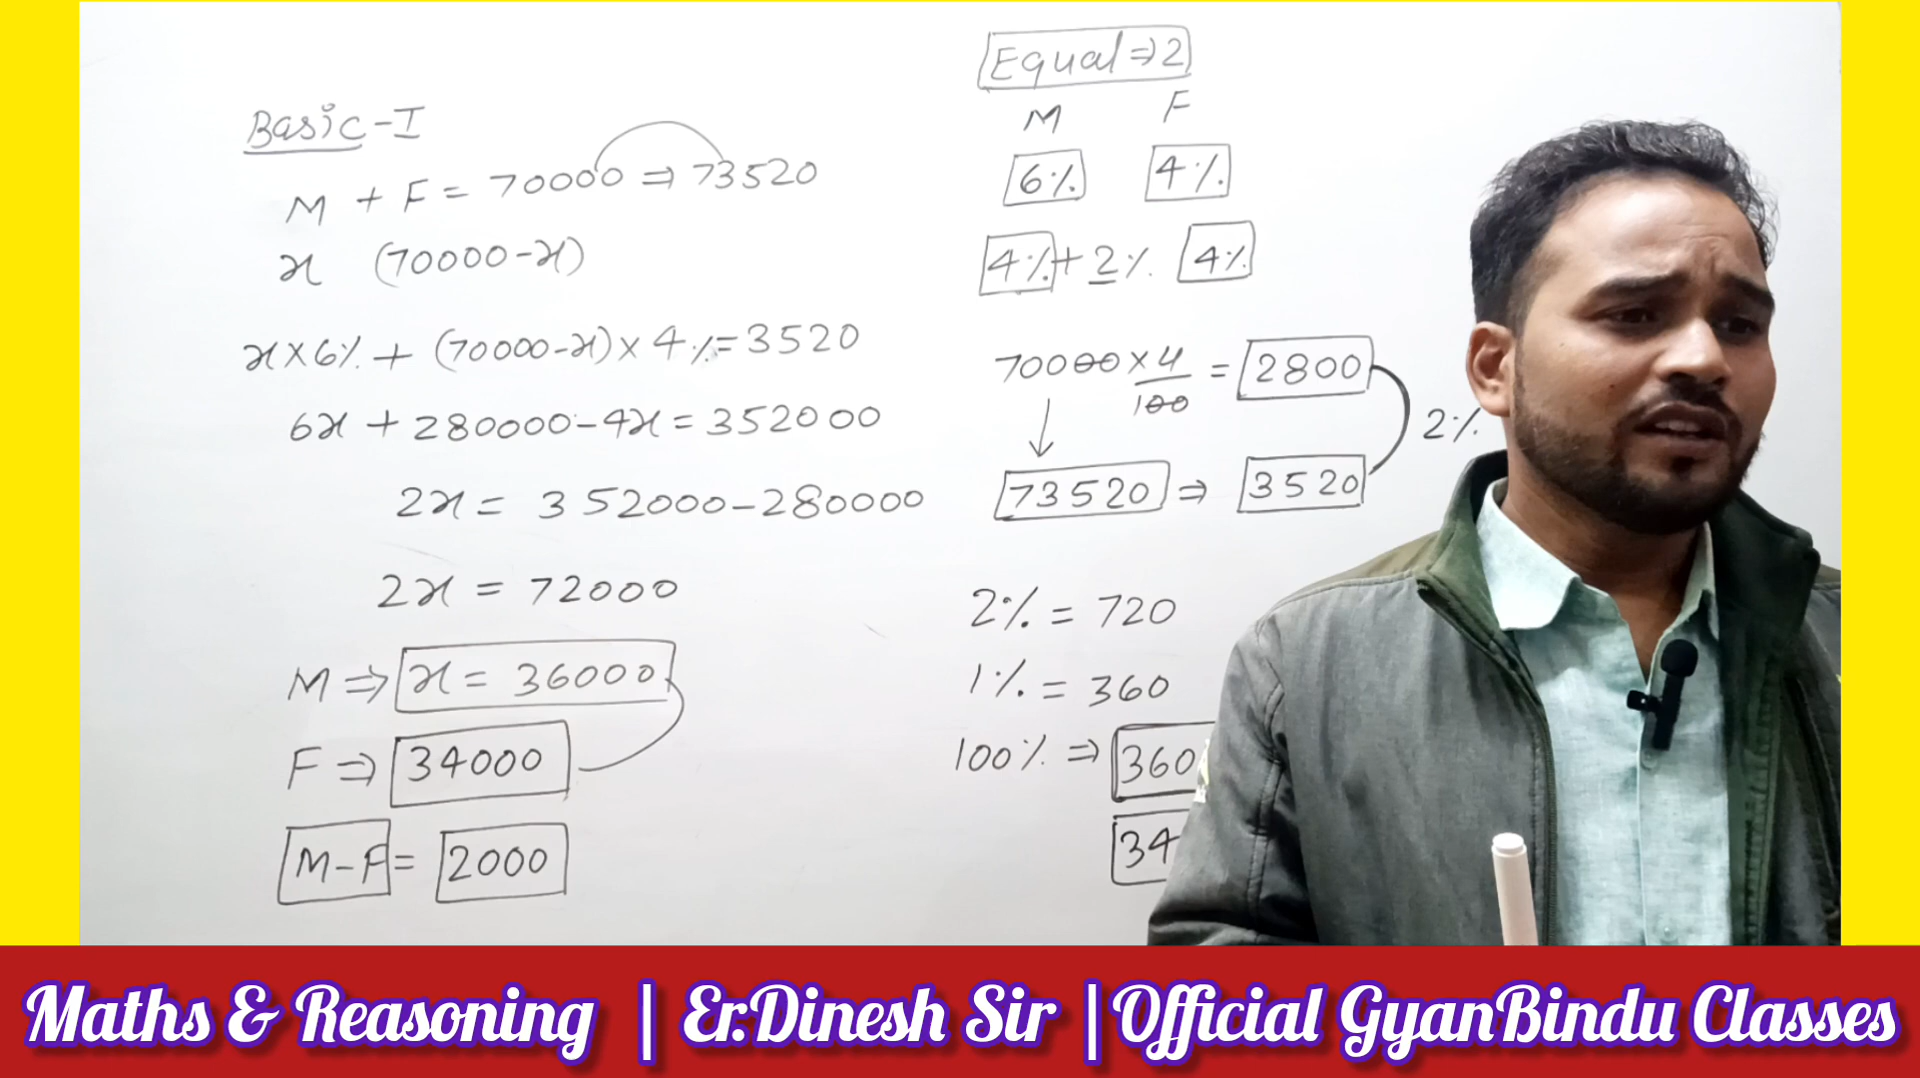 Basic-I
M + F = 70000 ⇒ 73520
x (70000-x)
x×6% + (70000-x)×4%=3520
6x + 280000-4x = 352000
2x = 352000-280000
2x = 72000
M ⇒ x = 36000
F ⇒ 34000
M-F = 2000
Equal ⇒ 2
M F
6% 4%
4% + 2% 4%
70000×4/100 = 2800
2%
73520 ⇒ 3520
2% = 720
1% = 360
100% ⇒ 360
34
Maths & Reasoning | Er.Dinesh Sir | Official GyanBindu Classes